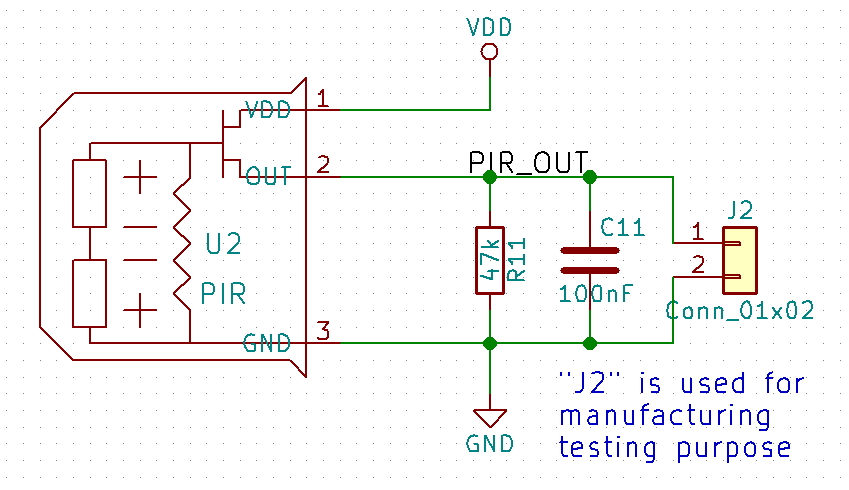 VDD
VDD 1
PIR_OUT
OUT 2
J2
1
C11
U2
47k
R11
2
PIR
100nF
Conn_01x02
GND 3
"J2" is used for
manufacturing
testing purpose
GND